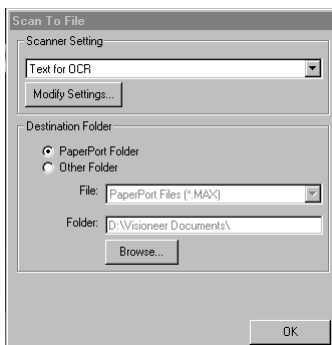 Scan To File
Scanner Setting
Text for OCR
Modify Settings...
Destination Folder
PaperPort Folder
Other Folder
File: PaperPort Files (*.MAX)
Folder: D:\Visioneer Documents\
Browse...
OK